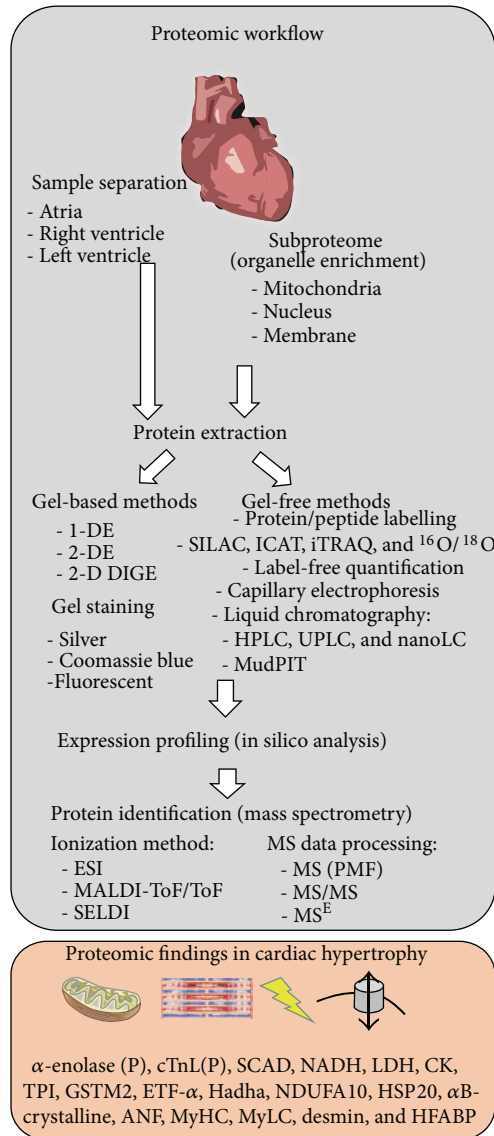 Proteomic workflow
Sample separation
- Atria
- Right ventricle
- Left ventricle
Subproteome
(organelle enrichment)
- Mitochondria
- Nucleus
- Membrane
Protein extraction
Gel-based methods
- 1-DE
- 2-DE
- 2-D DIGE
Gel staining
- Silver
- Coomassie blue
-Fluorescent
Gel-free methods
- Protein/peptide labelling
- SILAC, ICAT, iTRAQ, and ¹⁶O/¹⁸O
- Label-free quantification
- Capillary electrophoresis
- Liquid chromatography:
- HPLC, UPLC, and nanoLC
- MudPIT
Expression profiling (in silico analysis)
Protein identification (mass spectrometry)
Ionization method:
- ESI
- MALDI-ToF/ToF
- SELDI
MS data processing:
- MS (PMF)
- MS/MS
- MSᴱ
Proteomic findings in cardiac hypertrophy
α-enolase (P), cTnL(P), SCAD, NADH, LDH, CK,
TPI, GSTM2, ETF-α, Hadha, NDUFA10, HSP20, αB-
crystalline, ANF, MyHC, MyLC, desmin, and HFABP